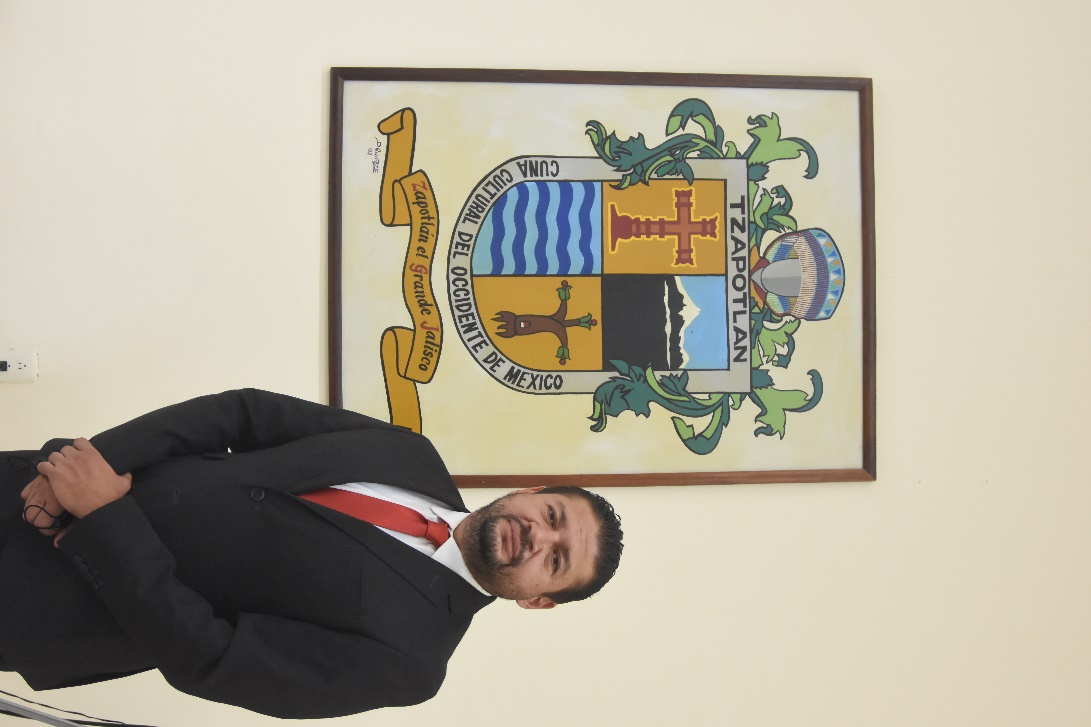 TZAPOTLAN
CUNA CULTURAL DEL OCCIDENTE DE MEXICO
Zapotlán el Grande Jalisco